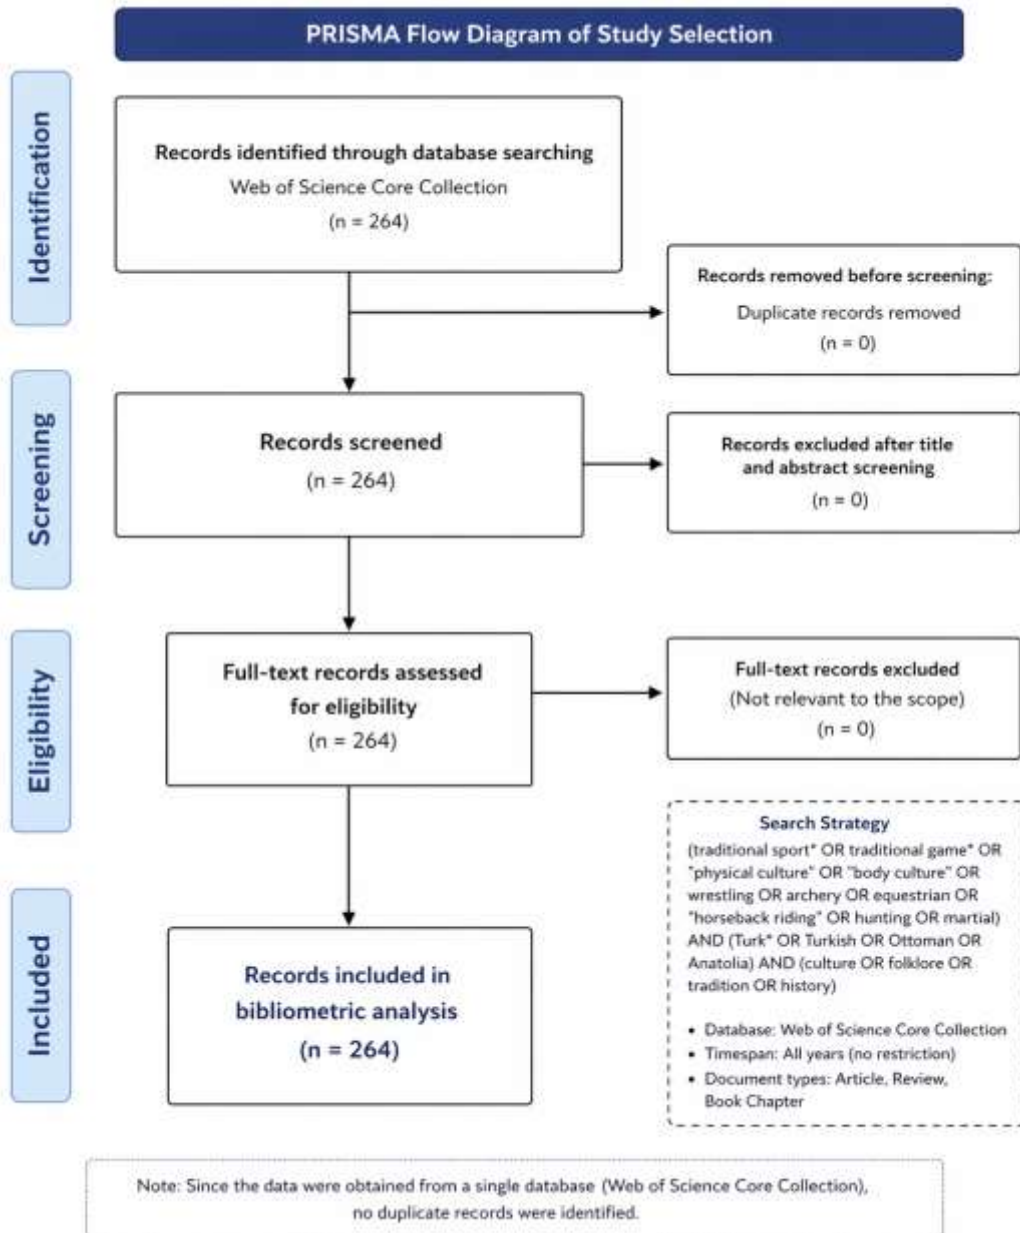 PRISMA Flow Diagram of Study Selection
Identification
Records identified through database searching
Web of Science Core Collection
(n = 264)
Records removed before screening:
Duplicate records removed
(n = 0)
Screening
Records screened
(n = 264)
Records excluded after title
and abstract screening
(n = 0)
Eligibility
Full-text records assessed
for eligibility
(n = 264)
Full-text records excluded
(Not relevant to the scope)
(n = 0)
Search Strategy
(traditional sport* OR traditional game* OR
"physical culture" OR "body culture" OR
wrestling OR archery OR equestrian OR
"horseback riding" OR hunting OR martial)
AND (Turk* OR Turkish OR Ottoman OR
Anatolia) AND (culture OR folklore OR
tradition OR history)
• Database: Web of Science Core Collection
• Timespan: All years (no restriction)
• Document types: Article, Review,
Book Chapter
Included
Records included in
bibliometric analysis
(n = 264)
Note: Since the data were obtained from a single database (Web of Science Core Collection),
no duplicate records were identified.